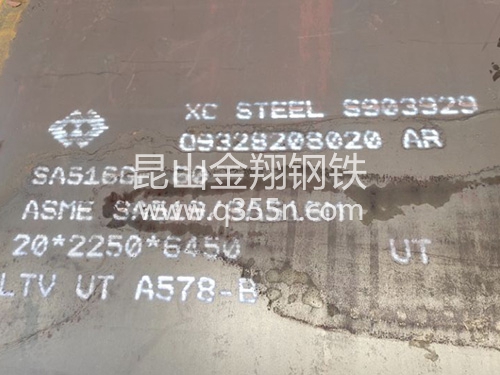 XC STEEL S903929
09328208020 AR
昆山金翔钢铁
SA516G
www.q355n.com
ASME
20*2250*6450
UT
LTV UT A578-B